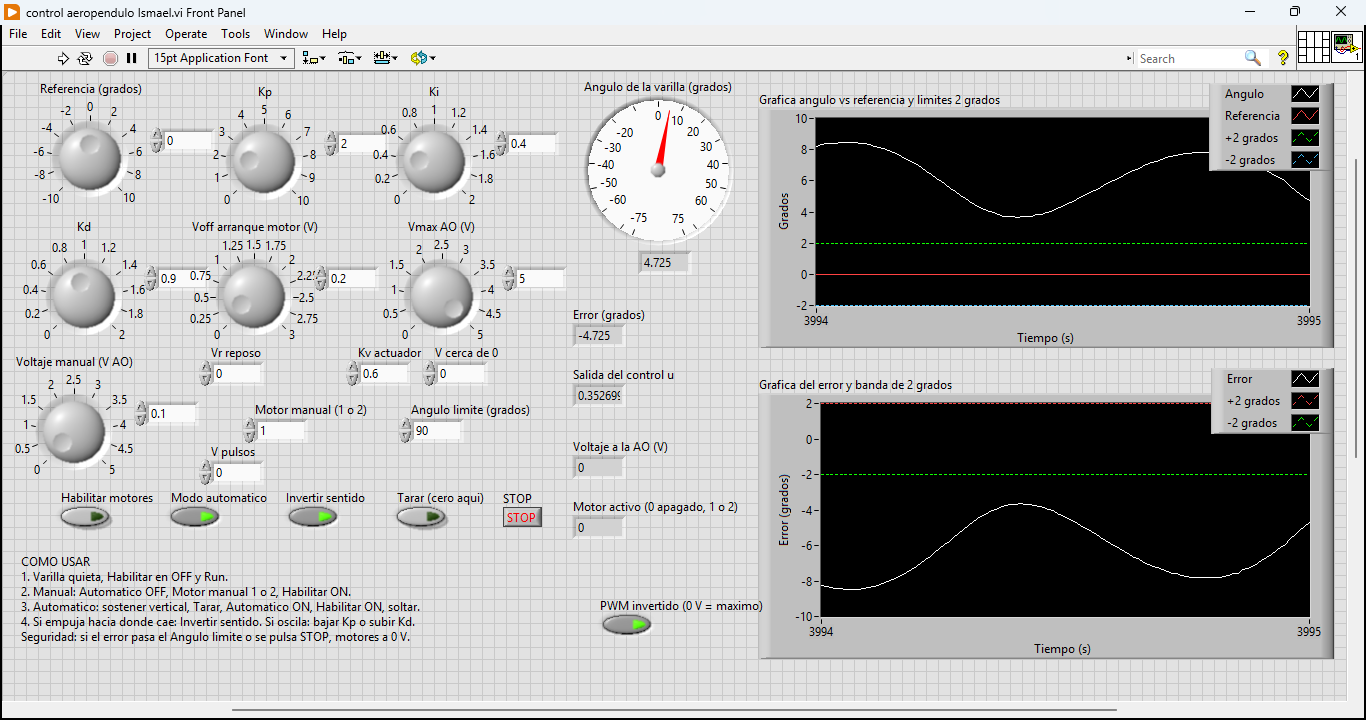 control aeropendulo Ismael.vi Front Panel
File Edit View Project Operate Tools Window Help
15pt Application Font
Search
?
1
Referencia (grados)
-10 -8 -6 -4 -2 0 2 4 6 8 10
0
Kp
0 1 2 3 4 5 6 7 8 9 10
2
Ki
0 0.2 0.4 0.6 0.8 1 1.2 1.4 1.6 1.8 2
0.4
Angulo de la varilla (grados)
-75 -60 -50 -40 -30 -20 0 10 20 30 40 50 60 75
4.725
Kd
0 0.2 0.4 0.6 0.8 1 1.2 1.4 1.6 1.8 2
0.9
Voff arranque motor (V)
0 0.25 0.5 0.75 1 1.25 1.5 1.75 2 2.2 2.5 2.75 3
0.2
Vmax AO (V)
0 0.5 1 1.5 2 2.5 3 3.5 4 4.5 5
5
Error (grados)
-4.725
Vr reposo
0
Kv actuador
0.6
V cerca de 0
0
Salida del control u
0.352699
Voltaje manual (V AO)
0 0.5 1 1.5 2 2.5 3 3.5 4 4.5 5
0.1
Motor manual (1 o 2)
1
Angulo limite (grados)
90
V pulsos
0
Voltaje a la AO (V)
0
Habilitar motores
Modo automatico
Invertir sentido
Tarar (cero aqui)
STOP
STOP
Motor activo (0 apagado, 1 o 2)
0
COMO USAR
1. Varilla quieta, Habilitar en OFF y Run.
2. Manual: Automatico OFF, Motor manual 1 o 2, Habilitar ON.
3. Automatico: sostener vertical, Tarar, Automatico ON, Habilitar ON, soltar.
4. Si empuja hacia donde cae: Invertir sentido. Si oscila: bajar Kp o subir Kd.
Seguridad: si el error pasa el Angulo limite o se pulsa STOP, motores a 0 V.
PWM invertido (0 V = maximo)
Grafica angulo vs referencia y limites 2 grados
Angulo
Referencia
+2 grados
-2 grados
Grados
10
8
6
4
2
0
-2
3994 3995
Tiempo (s)
Grafica del error y banda de 2 grados
Error
+2 grados
-2 grados
Error (grados)
2
0
-2
-4
-6
-8
-10
3994 3995
Tiempo (s)